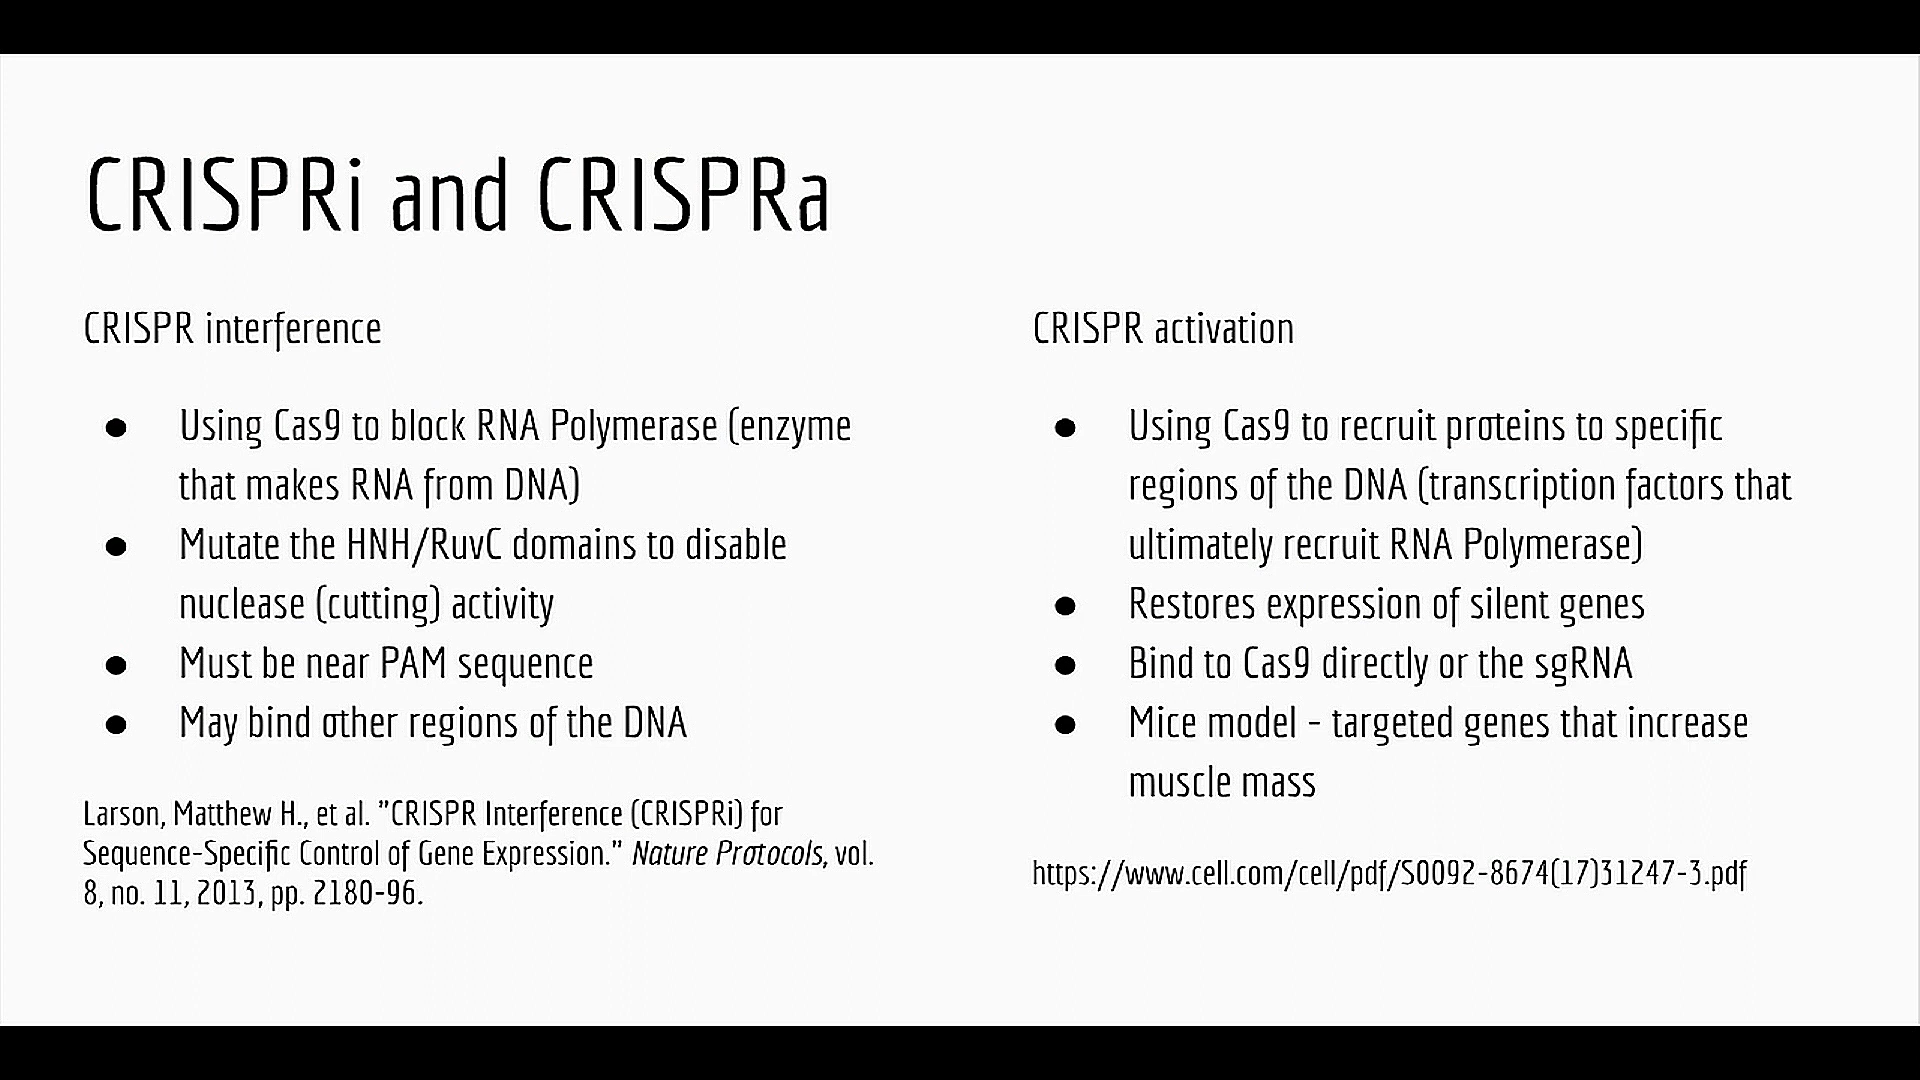 CRISPRi and CRISPRa
CRISPR interference
● Using Cas9 to block RNA Polymerase (enzyme
that makes RNA from DNA)
● Mutate the HNH/RuvC domains to disable
nuclease (cutting) activity
● Must be near PAM sequence
● May bind other regions of the DNA
Larson, Matthew H., et al. "CRISPR Interference (CRISPRi) for
Sequence-Specific Control of Gene Expression." Nature Protocols, vol.
8, no. 11, 2013, pp. 2180-96.
CRISPR activation
● Using Cas9 to recruit proteins to specific
regions of the DNA (transcription factors that
ultimately recruit RNA Polymerase)
● Restores expression of silent genes
● Bind to Cas9 directly or the sgRNA
● Mice model - targeted genes that increase
muscle mass
https://www.cell.com/cell/pdf/S0092-8674(17)31247-3.pdf